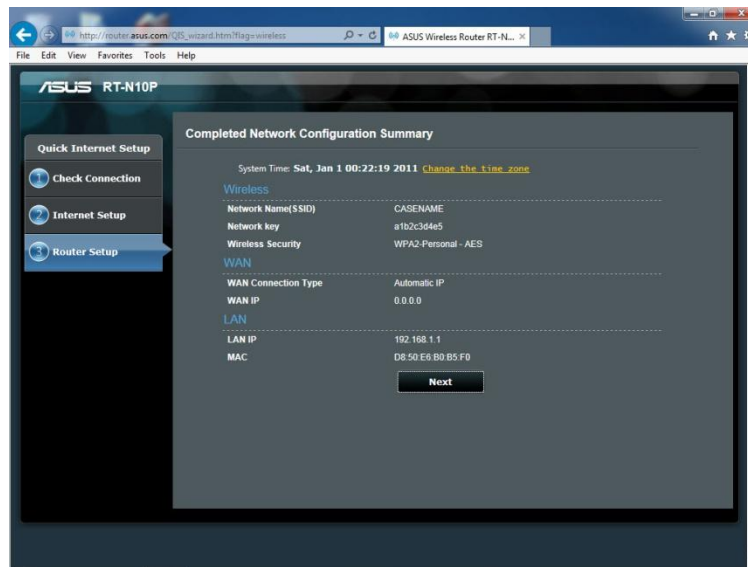 http://router.asus.com/QIS_wizard.htm?flag=wireless
ASUS Wireless Router RT-N...
File Edit View Favorites Tools Help
ASUS RT-N10P
Quick Internet Setup
1 Check Connection
2 Internet Setup
3 Router Setup
Completed Network Configuration Summary
System Time: Sat, Jan 1 00:22:19 2011 Change the time zone
Wireless
Network Name(SSID) CASENAME
Network key a1b2c3d4e5
Wireless Security WPA2-Personal - AES
WAN
WAN Connection Type Automatic IP
WAN IP 0.0.0.0
LAN
LAN IP 192.168.1.1
MAC D8:50:E6:B0:B5:F0
Next